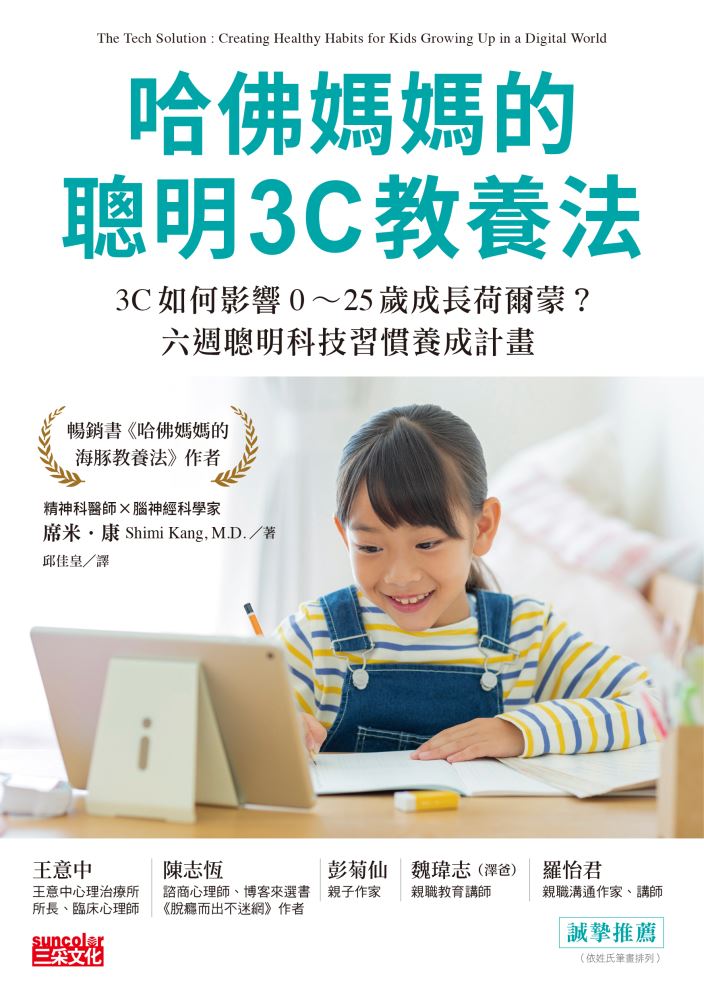 The Tech Solution : Creating Healthy Habits for Kids Growing Up in a Digital World
哈佛媽媽的
聰明3C教養法
3C如何影響0～25歲成長荷爾蒙？
六週聰明科技習慣養成計畫
暢銷書《哈佛媽媽的
海豚教養法》作者
精神科醫師×腦神經科學家
席米・康 Shimi Kang, M.D.／著
邱佳皇／譯
王意中
王意中心理治療所
所長、臨床心理師
陳志恆
諮商心理師、博客來選書
《脫癮而出不迷網》作者
彭菊仙
親子作家
魏瑋志（澤爸）
親職教育講師
羅怡君
親職溝通作家、講師
誠摯推薦
（依姓氏筆畫排列）
suncolor
三采文化